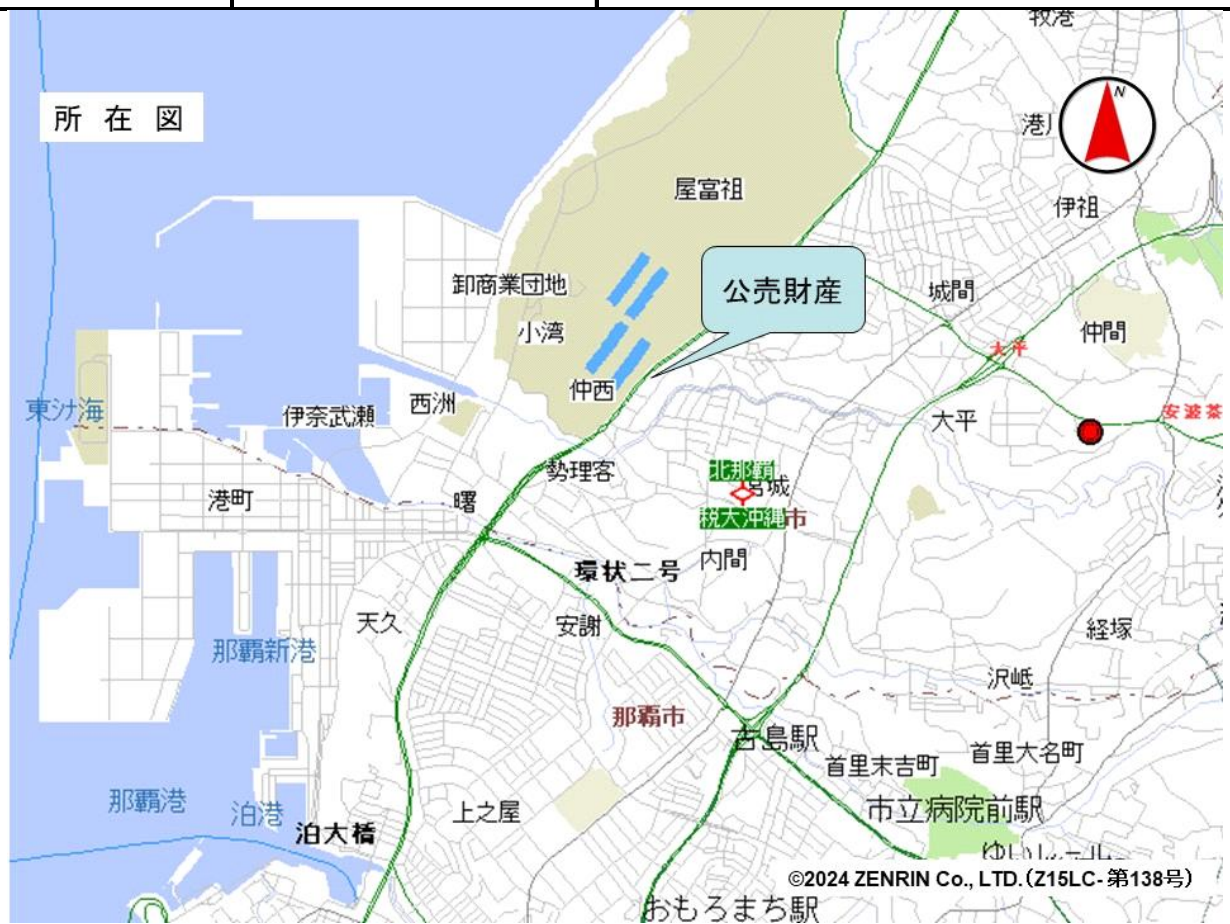 牧港
所在図
N
港川
屋富祖
伊祖
公売財産
卸商業団地
城間
小湾
仲間
大平
仲西
東シナ海
西洲
伊奈武瀬
大平
安波茶
勢理客
北那覇
宮城
港町
曙
税大沖縄
市
内間
環状二号
天久
安謝
経塚
那覇新港
沢岻
那覇市
古島駅
首里大名町
首里末吉町
那覇港
泊港
上之屋
市立病院前駅
泊大橋
ゆいレール
©2024 ZENRIN Co., LTD.(Z15LC-第138号)
おもろまち駅